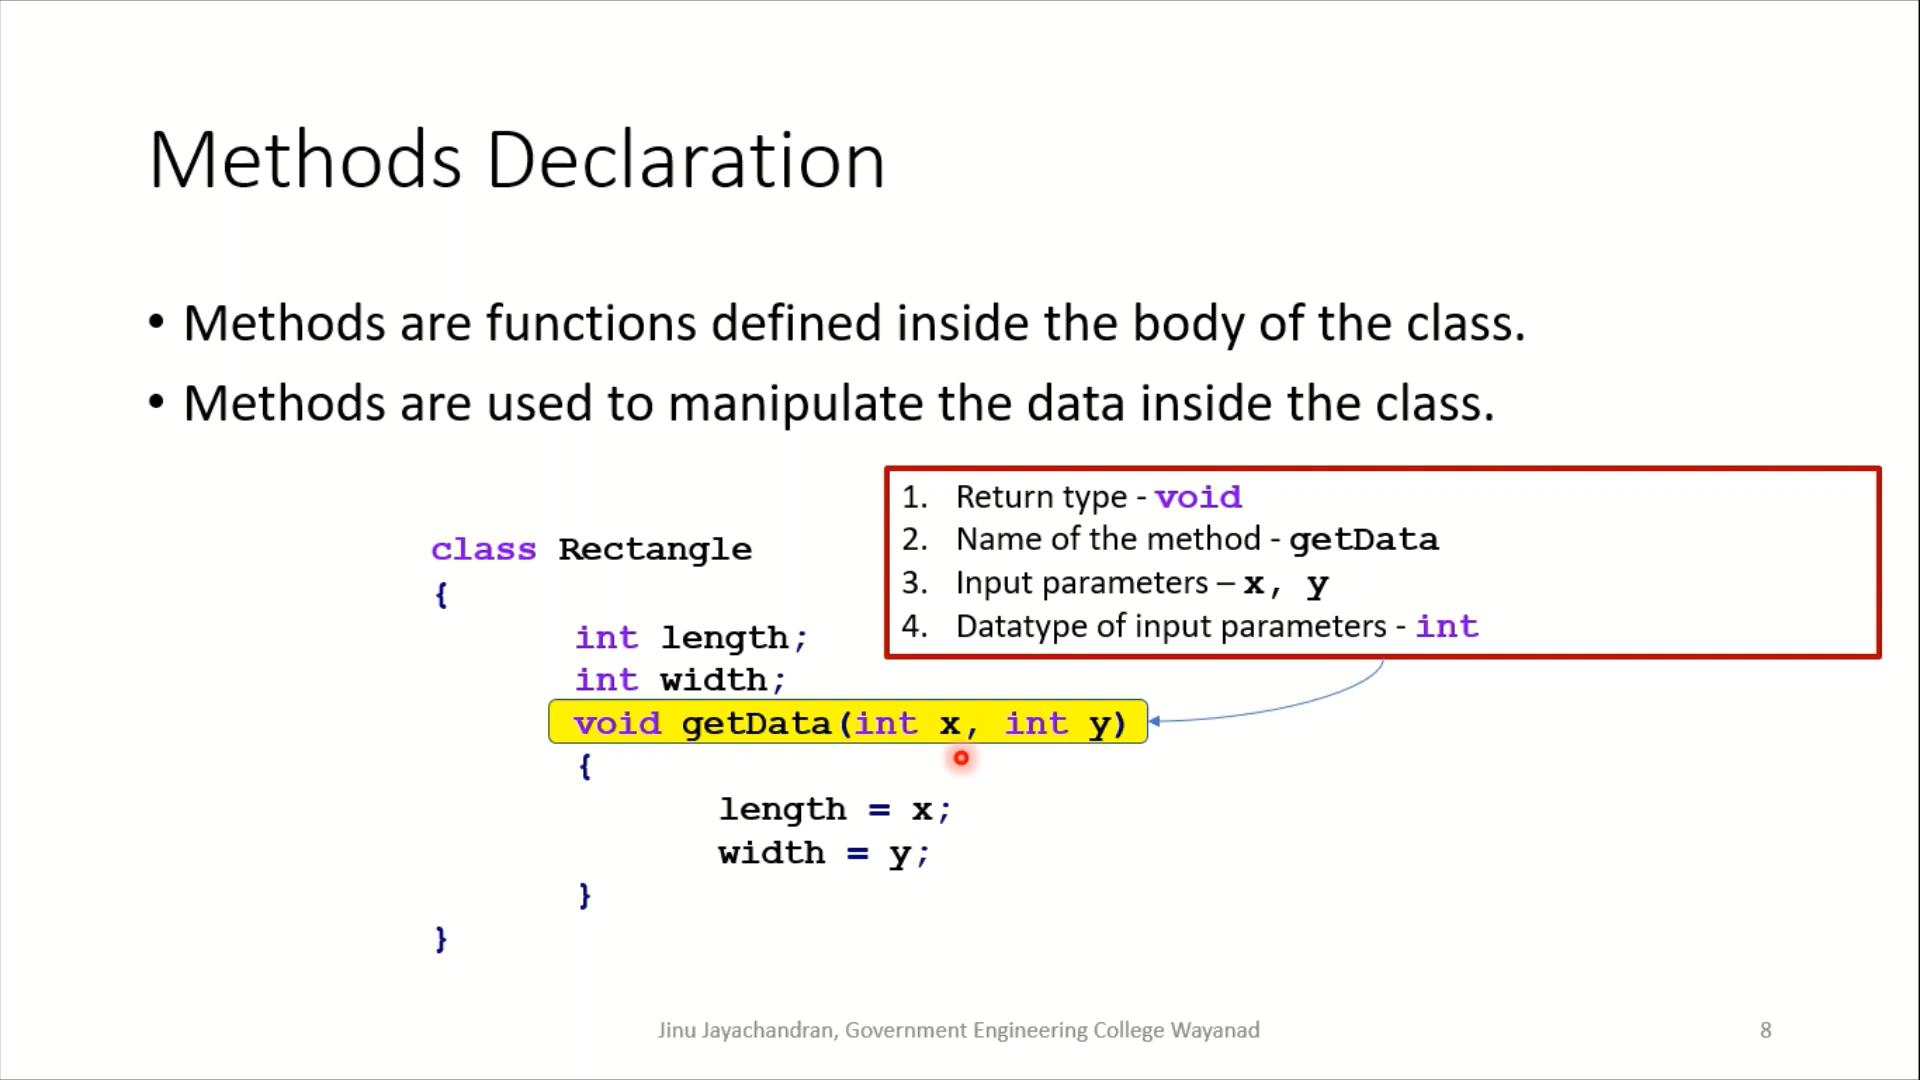 Methods Declaration
• Methods are functions defined inside the body of the class.
• Methods are used to manipulate the data inside the class.
1. Return type - void
2. Name of the method - getData
3. Input parameters – x, y
4. Datatype of input parameters - int
class Rectangle
{
int length;
int width;
void getData(int x, int y)
{
length = x;
width = y;
}
}
Jinu Jayachandran, Government Engineering College Wayanad
8